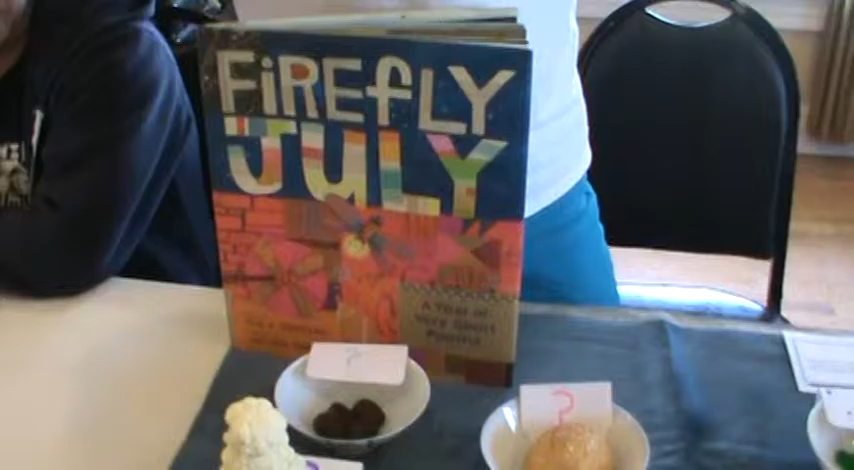 FiREfLY
JULY
A Year of
Very Short
Poems
?
?